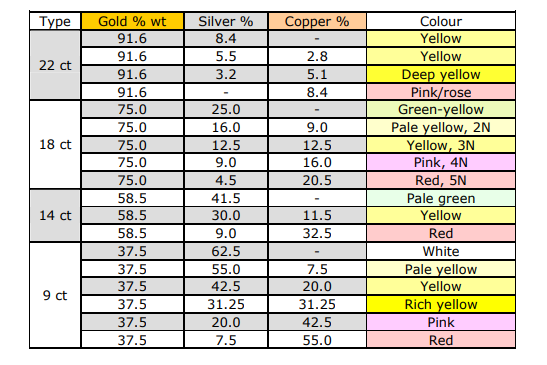 Type Gold % wt Silver % Copper % Colour
22 ct
91.6 8.4 - Yellow
91.6 5.5 2.8 Yellow
91.6 3.2 5.1 Deep yellow
91.6 - 8.4 Pink/rose
18 ct
75.0 25.0 - Green-yellow
75.0 16.0 9.0 Pale yellow, 2N
75.0 12.5 12.5 Yellow, 3N
75.0 9.0 16.0 Pink, 4N
75.0 4.5 20.5 Red, 5N
14 ct
58.5 41.5 - Pale green
58.5 30.0 11.5 Yellow
58.5 9.0 32.5 Red
9 ct
37.5 62.5 - White
37.5 55.0 7.5 Pale yellow
37.5 42.5 20.0 Yellow
37.5 31.25 31.25 Rich yellow
37.5 20.0 42.5 Pink
37.5 7.5 55.0 Red